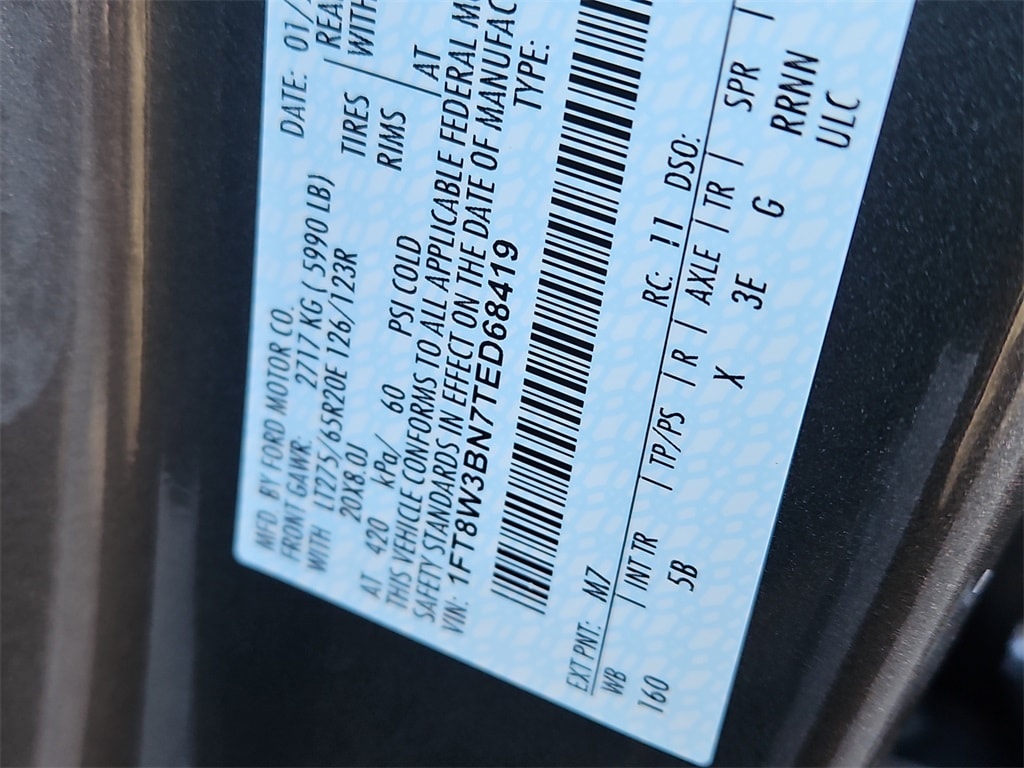 MFD. BY FORD MOTOR CO. DATE: 01/
FRONT GAWR: 2717 KG ( 5990 LB)
WITH LT275/65R20E 126/123R TIRES WITH
20X8.0J RIMS
AT 420 kPa/ 60 PSI COLD AT
THIS VEHICLE CONFORMS TO ALL APPLICABLE FEDERAL
SAFETY STANDARDS IN EFFECT ON THE DATE OF
VIN: 1FT8W3BN7TED68419 TYPE:
EXT PNT: M7 RC: 11 DSO:
WB | INT TR | TP/PS | R | AXLE | TR | SPR |
160 5B X 3E G RRNN
ULC